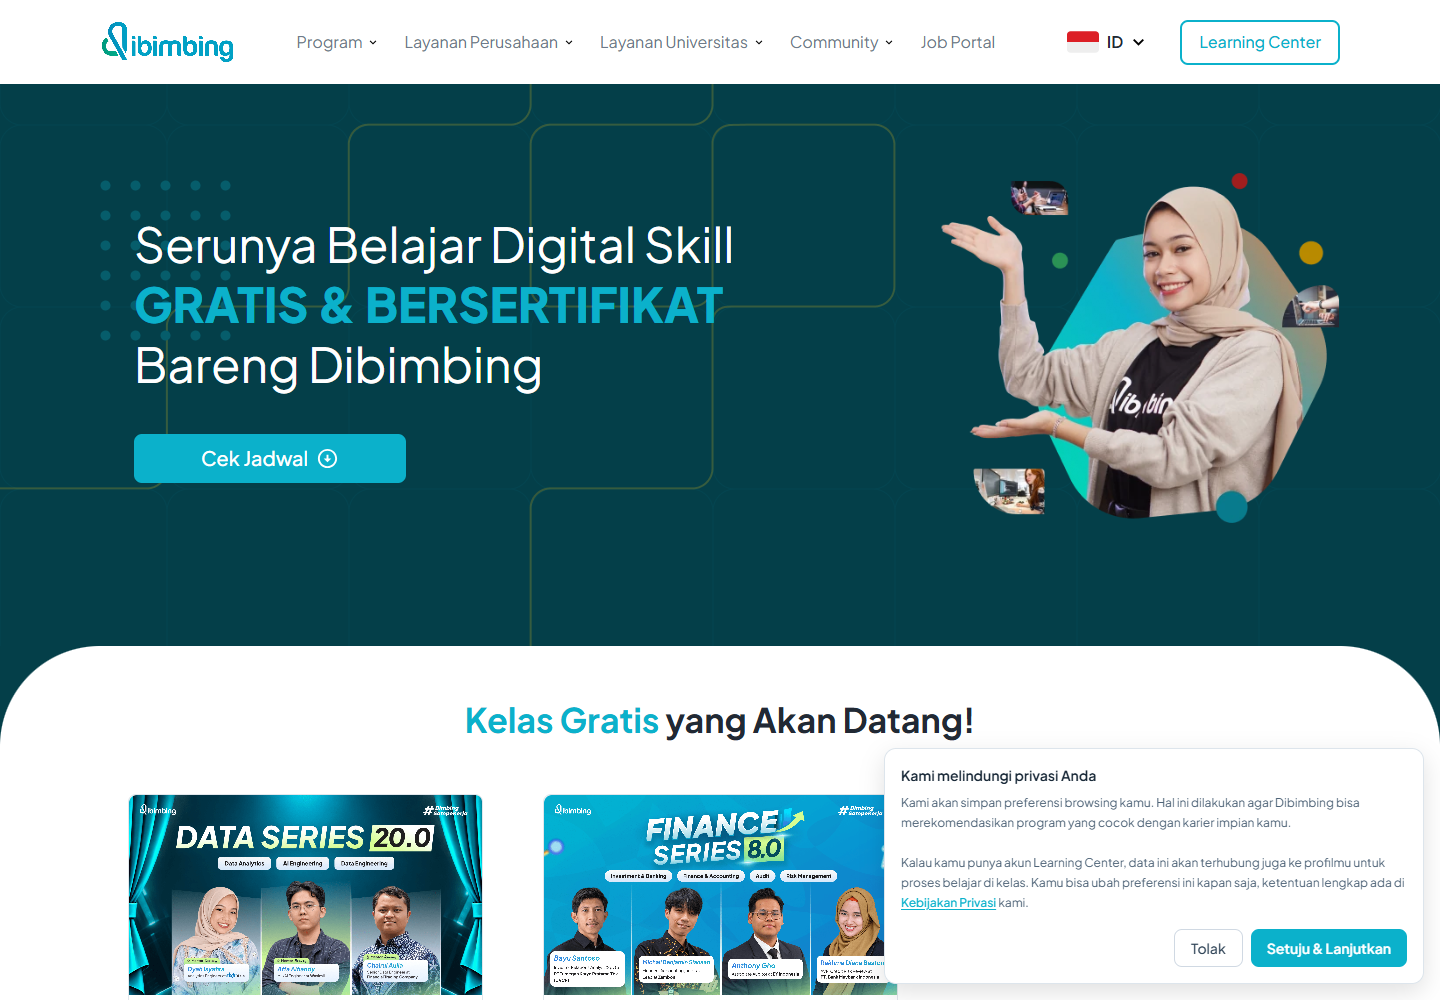 ibimbing
Program
Layanan Perusahaan
Layanan Universitas
Community
Job Portal
ID
Learning Center
Serunya Belajar Digital Skill
GRATIS & BERSERTIFIKAT
Bareng Dibimbing
Cek Jadwal
Kelas Gratis yang Akan Datang!
ibimbing
DATA SERIES 20.0
Data Analytics
AI Engineering
Data Engineering
ibimbing
FINANCE
SERIES 8.0
Investment & Banking
Finance & Accounting
Audit
Risk Management
Bayu Santoso
Anthony Gho
Kami melindungi privasi Anda
Kami akan simpan preferensi browsing kamu. Hal ini dilakukan agar Dibimbing bisa
merekomendasikan program yang cocok dengan karier impian kamu.
Kalau kamu punya akun Learning Center, data ini akan terhubung juga ke profilmu untuk
proses belajar di kelas. Kamu bisa ubah preferensi ini kapan saja, ketentuan lengkap ada di
Kebijakan Privasi kami.
Tolak
Setuju & Lanjutkan